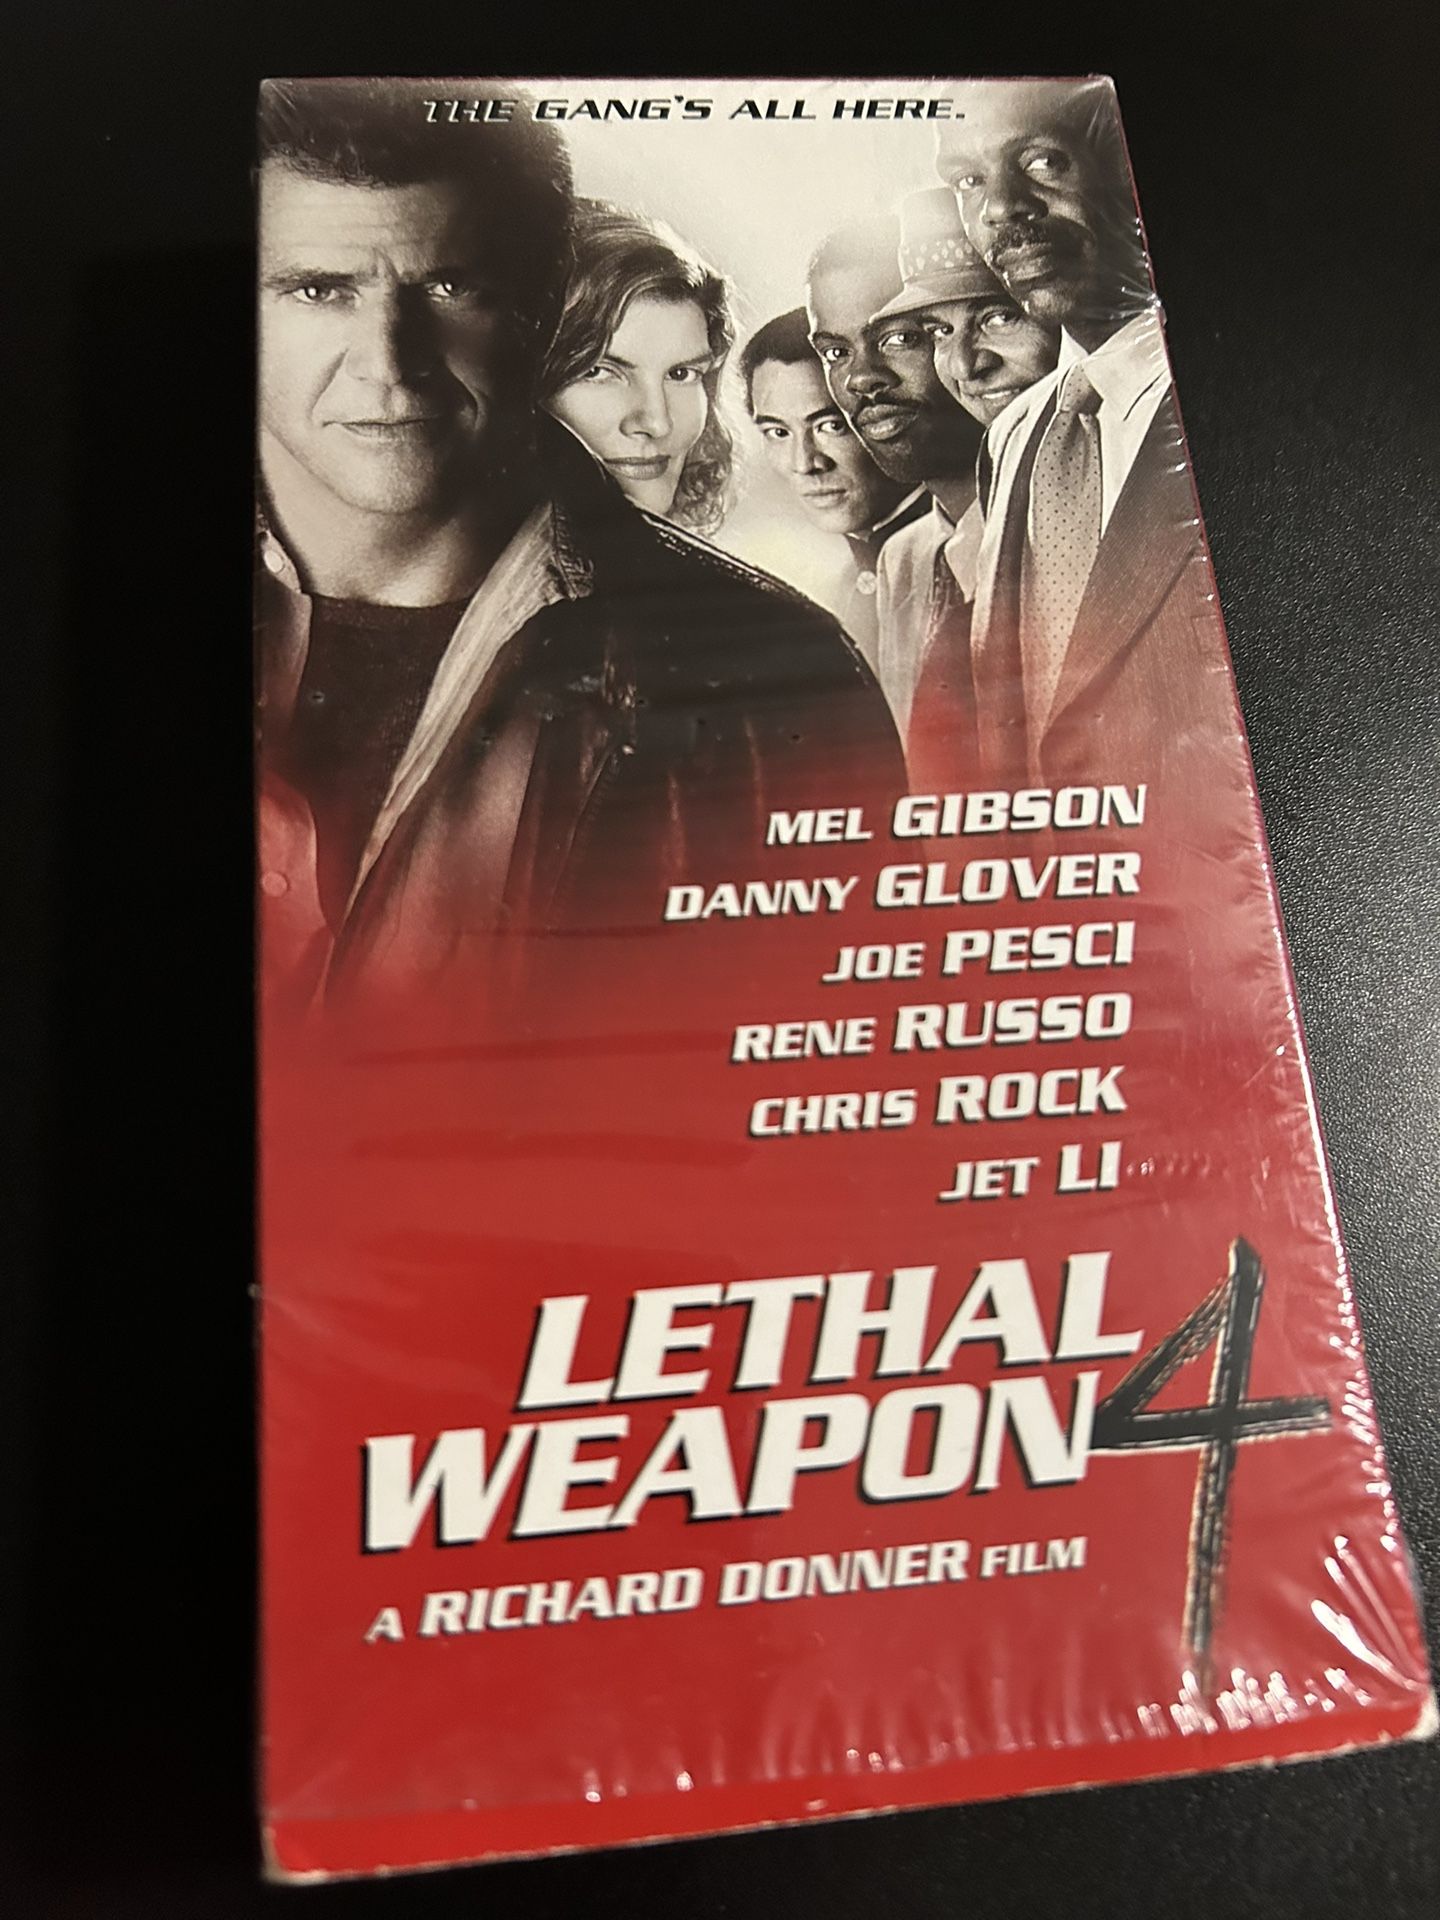 THE GANG'S ALL HERE.
MEL GIBSON
DANNY GLOVER
JOE PESCI
RENE RUSSO
CHRIS ROCK
JET LI
LETHAL
WEAPON 4
A RICHARD DONNER FILM